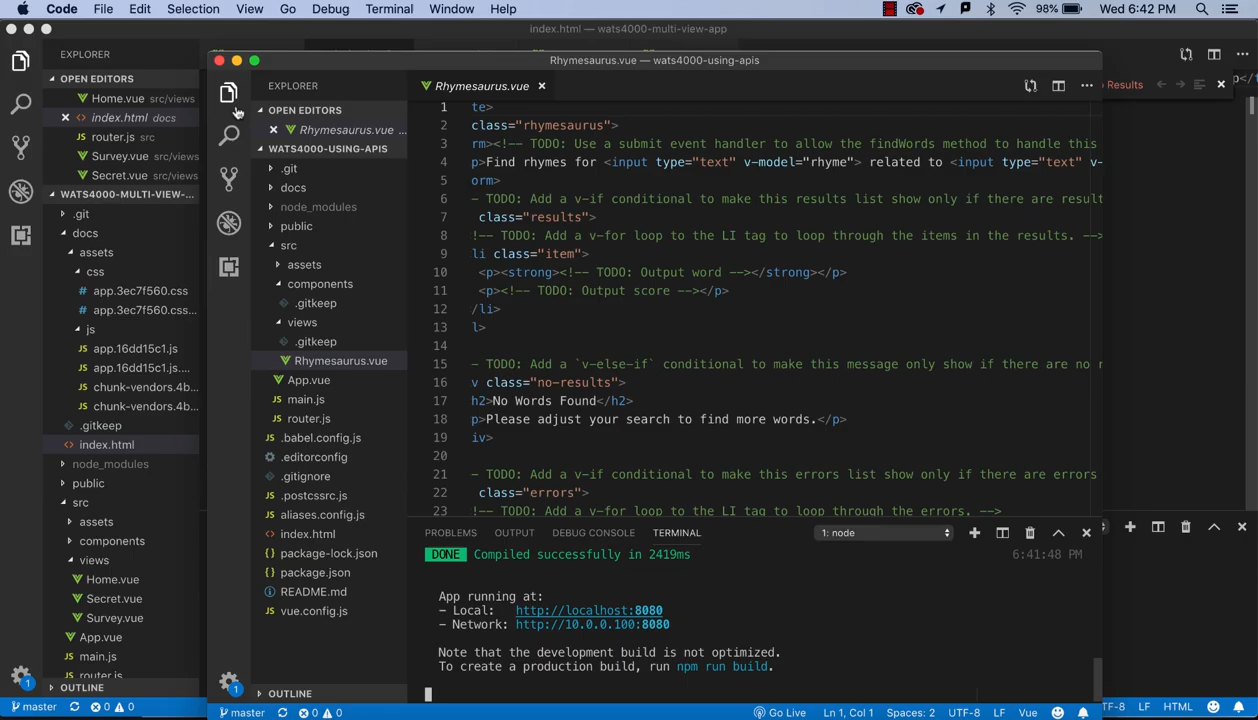 Code File Edit Selection View Go Debug Terminal Window Help
98% Wed 6:42 PM
index.html — wats4000-multi-view-app
EXPLORER
OPEN EDITORS
Home.vue src/views
index.html docs
router.js src
Survey.vue src/views
Secret.vue src/views
WATS4000-MULTI-VIEW-...
.git
docs
assets
css
app.3ec7f560.css
app.3ec7f560.css...
js
app.16dd15c1.js
app.16dd15c1.js....
chunk-vendors.4b...
chunk-vendors.4b...
.gitkeep
index.html
node_modules
public
src
assets
components
views
Home.vue
Secret.vue
Survey.vue
App.vue
main.js
router.js
OUTLINE
1
master 0 0
Results
Rhymesaurus.vue — wats4000-using-apis
EXPLORER
OPEN EDITORS
Rhymesaurus.vue ...
WATS4000-USING-APIS
.git
docs
node_modules
public
src
assets
components
.gitkeep
views
.gitkeep
Rhymesaurus.vue
App.vue
main.js
router.js
.babel.config.js
.editorconfig
.gitignore
.postcssrc.js
aliases.config.js
index.html
package-lock.json
package.json
README.md
vue.config.js
OUTLINE
1
Rhymesaurus.vue
1 te>
2 class="rhymesaurus">
3 rm><!-- TODO: Use a submit event handler to allow the findWords method to handle this
4 p>Find rhymes for <input type="text" v-model="rhyme"> related to <input type="text" v-
5 orm>
6 - TODO: Add a v-if conditional to make this results list show only if there are result
7 class="results">
8 !-- TODO: Add a v-for loop to the LI tag to loop through the items in the results. -->
9 li class="item">
10 <p><strong><!-- TODO: Output word --></strong></p>
11 <p><!-- TODO: Output score --></p>
12 /li>
13 l>
14
15 - TODO: Add a `v-else-if` conditional to make this message only show if there are no r
16 v class="no-results">
17 h2>No Words Found</h2>
18 p>Please adjust your search to find more words.</p>
19 iv>
20
21 - TODO: Add a v-if conditional to make this errors list show only if there are errors
22 class="errors">
23 !-- TODO: Add a v-for loop to the LI tag to loop through the errors. -->
PROBLEMS OUTPUT DEBUG CONSOLE TERMINAL 1: node
DONE Compiled successfully in 2419ms 6:41:48 PM
App running at:
- Local: http://localhost:8080
- Network: http://10.0.0.100:8080
Note that the development build is not optimized.
To create a production build, run npm run build.
master 0 0 Go Live Ln 1, Col 1 Spaces: 2 UTF-8 LF Vue
TF-8 LF HTML